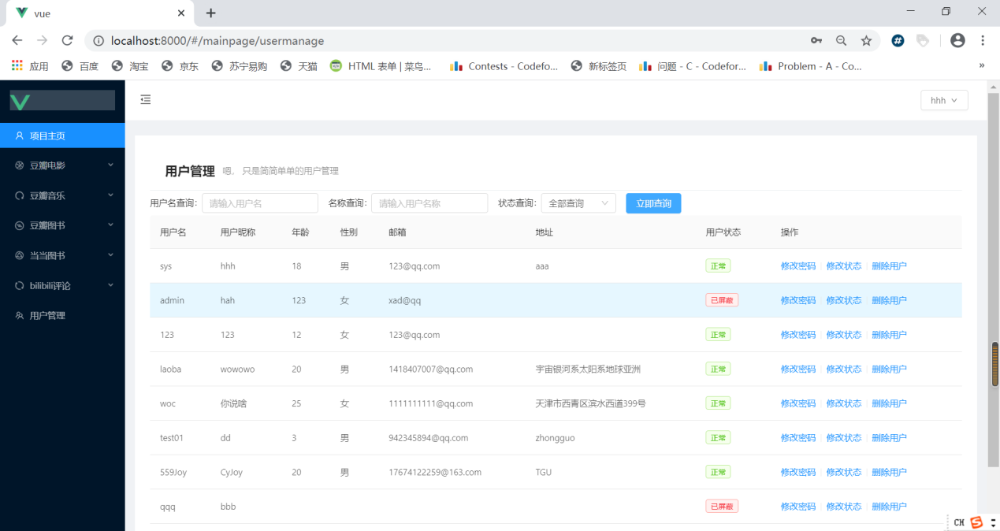 vue
localhost:8000/#/mainpage/usermanage
应用 百度 淘宝 京东 苏宁易购 天猫 HTML 表单 | 菜鸟... Contests - Codefo... 新标签页 问题 - C - Codefor... Problem - A - Co... »
hhh
项目主页
豆瓣电影
豆瓣音乐
豆瓣图书
当当图书
bilibili评论
用户管理
用户管理 嗯， 只是简简单单的用户管理
用户名查询: 请输入用户名 名称查询: 请输入用户名称 状态查询: 全部查询 立即查询
用户名 用户昵称 年龄 性别 邮箱 地址 用户状态 操作
sys hhh 18 男 123@qq.com aaa 正常 修改密码 修改状态 删除用户
admin hah 123 女 xad@qq 已屏蔽 修改密码 修改状态 删除用户
123 123 12 女 123@qq.com 正常 修改密码 修改状态 删除用户
laoba wowowo 20 男 1418407007@qq.com 宇宙银河系太阳系地球亚洲 正常 修改密码 修改状态 删除用户
woc 你说啥 25 女 1111111111@qq.com 天津市西青区滨水西道399号 正常 修改密码 修改状态 删除用户
test01 dd 3 男 942345894@qq.com zhongguo 正常 修改密码 修改状态 删除用户
559Joy CyJoy 20 男 17674122259@163.com TGU 正常 修改密码 修改状态 删除用户
qqq bbb 已屏蔽 修改密码 修改状态 删除用户
CH